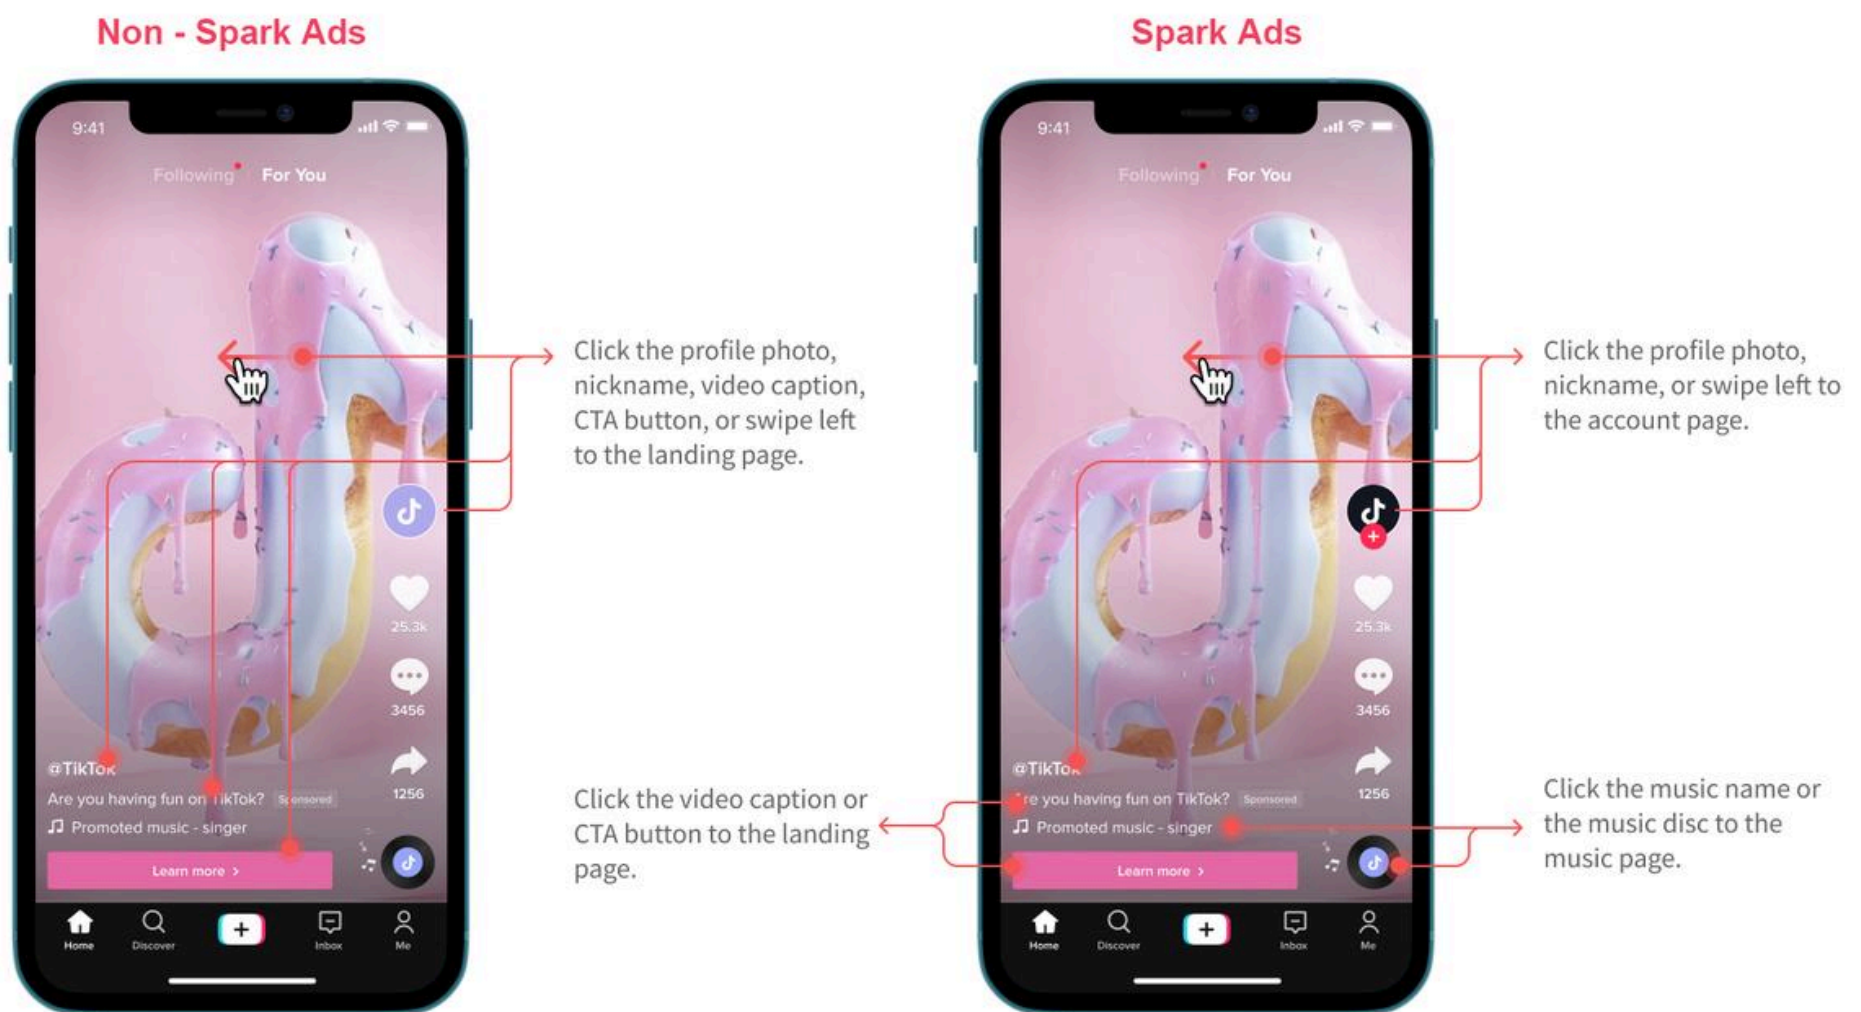 Non - Spark Ads
9:41
Following For You
Click the profile photo,
nickname, video caption,
CTA button, or swipe left
to the landing page.
25.3k
3456
@TikTok
Are you having fun on TikTok? Sponsored
1256
Promoted music - singer
Learn more >
Home
Discover
Inbox
Me
Spark Ads
9:41
Following For You
Click the profile photo,
nickname, or swipe left to
the account page.
25.3k
3456
@TikTok
Are you having fun on TikTok? Sponsored
1256
Promoted music - singer
Learn more >
Home
Discover
Inbox
Me
Click the video caption or
CTA button to the landing
page.
Click the music name or
the music disc to the
music page.